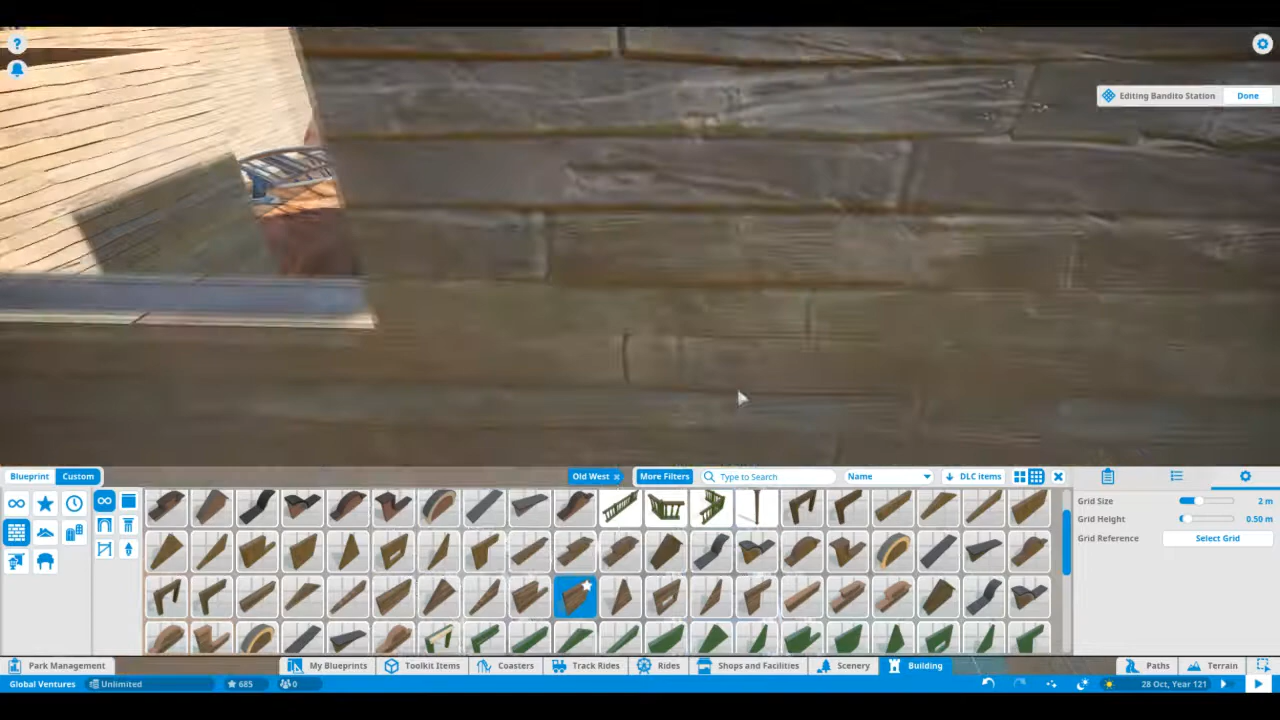 ?
Editing Bandito Station Done
Blueprint Custom Old West × More Filters Type to Search Name DLC items
Grid Size 2 m
Grid Height 0.50 m
Grid Reference Select Grid
Park Management My Blueprints Toolkit Items Coasters Track Rides Rides Shops and Facilities Scenery Building Paths Terrain
Global Ventures Unlimited 685 0 28 Oct, Year 121